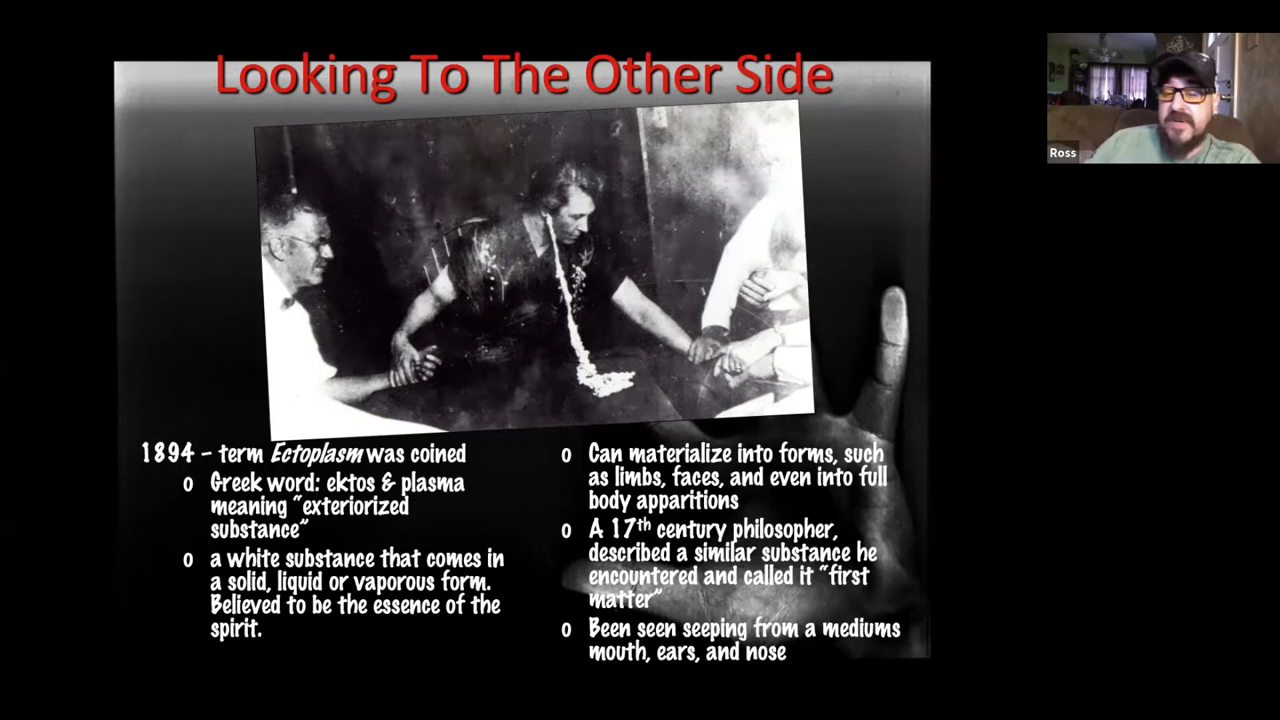 Looking To The Other Side
Ross
1894 – term Ectoplasm was coined
o Greek word: ektos & plasma
meaning “exteriorized
substance”
o a white substance that comes in
a solid, liquid or vaporous form.
Believed to be the essence of the
spirit.
o Can materialize into forms, such
as limbs, faces, and even into full
body apparitions
o A 17th century philosopher,
described a similar substance he
encountered and called it “first
matter”
o Been seen seeping from a mediums
mouth, ears, and nose